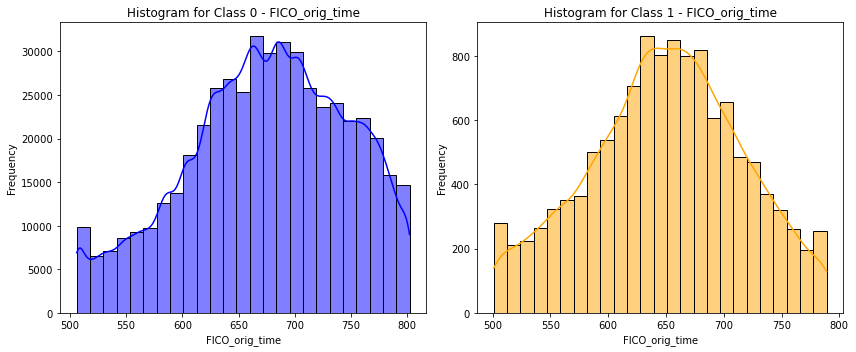 Histogram for Class 0 - FICO_orig_time
30000
25000
20000
15000
10000
5000
0
Frequency
500 550 600 650 700 750 800
FICO_orig_time
Histogram for Class 1 - FICO_orig_time
800
600
400
200
0
Frequency
500 550 600 650 700 750 800
FICO_orig_time